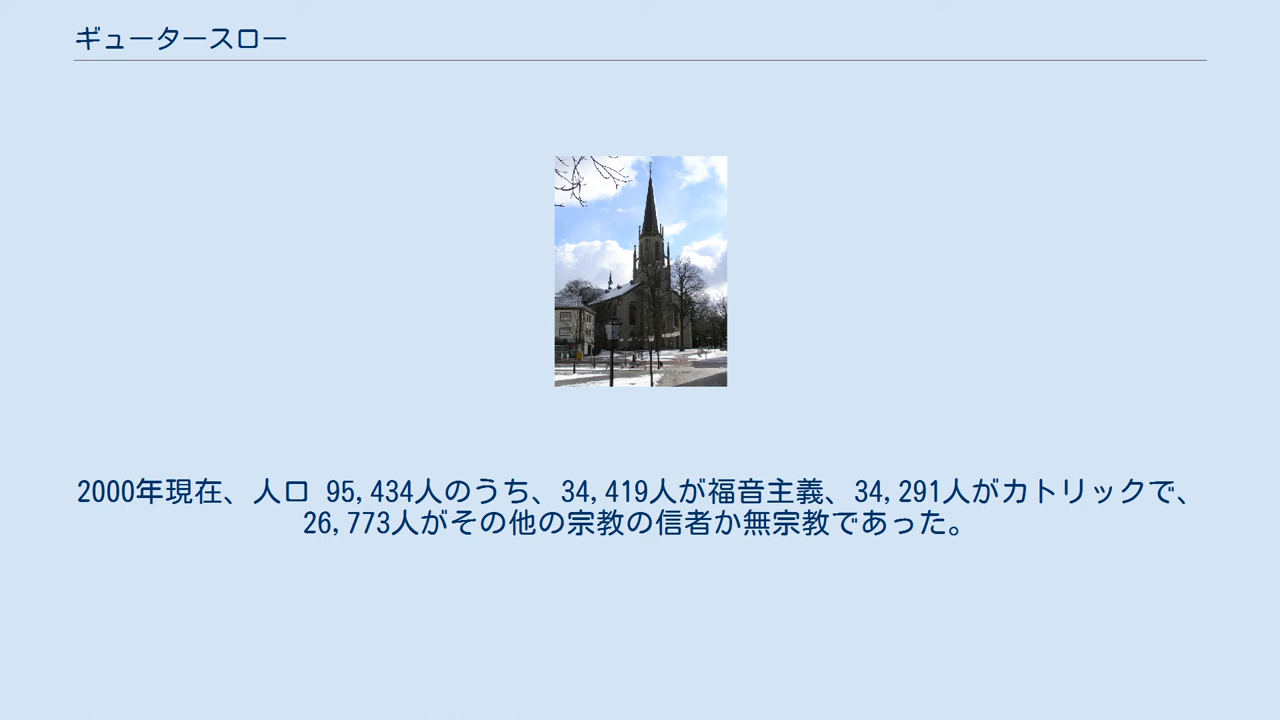 ギュータースロー
2000年現在、人口 95,434人のうち、34,419人が福音主義、34,291人がカトリックで、
26,773人がその他の宗教の信者か無宗教であった。